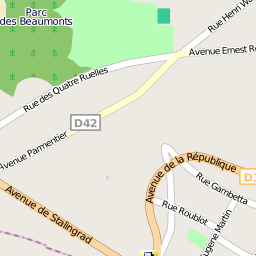 Parc
des Beaumonts
Rue Henri W
Avenue Ernest R
Rue des Quatre Ruelles
D42
Avenue Parmentier
Avenue de la République
D
Rue Gambetta
Avenue de Stalingrad
Rue Roublot
Eugène Martin